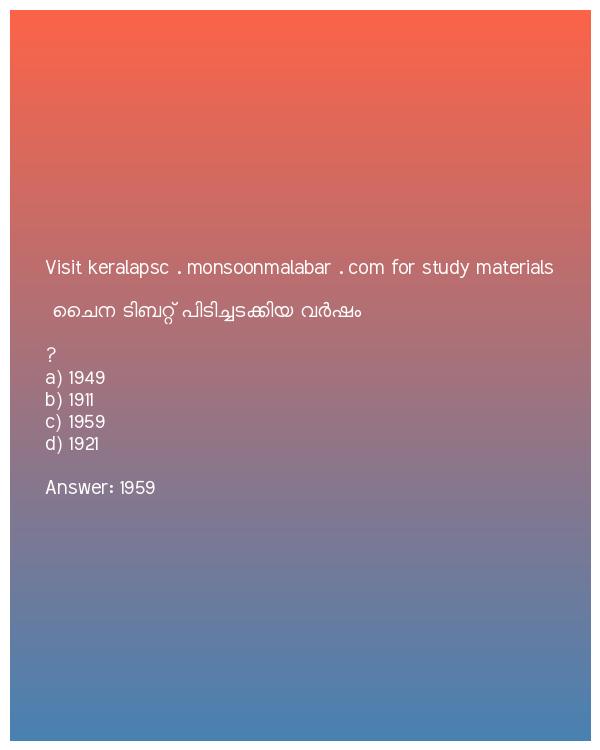 Visit keralapsc . monsoonmalabar . com for study materials
ചൈന ടിബറ്റ് പിടിച്ചടക്കിയ വർഷം
?
a) 1949
b) 1911
c) 1959
d) 1921
Answer: 1959